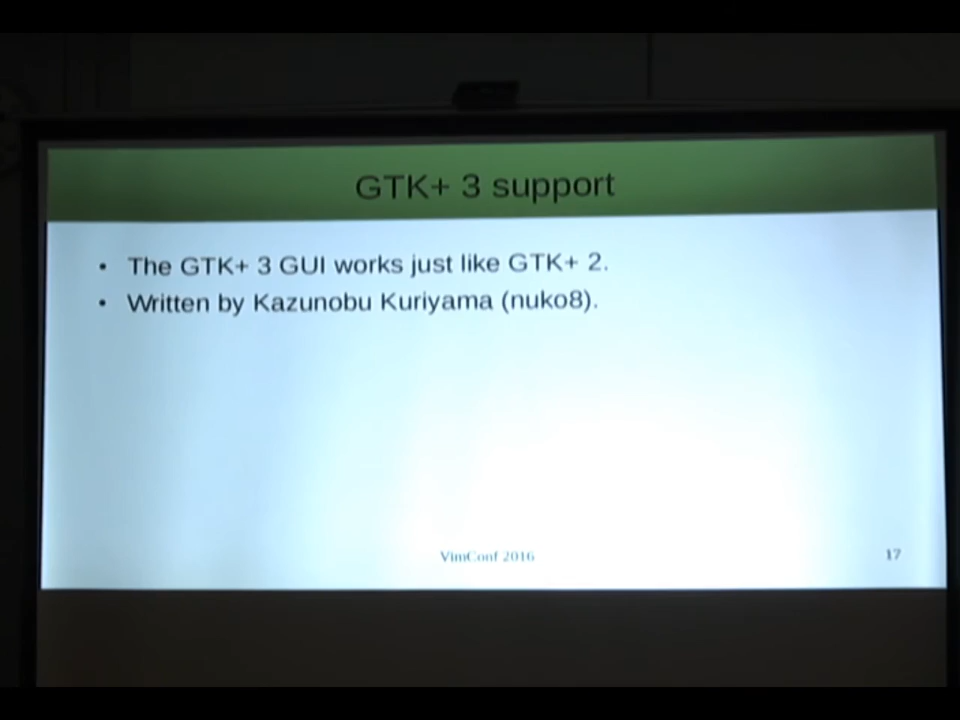 GTK+ 3 support
• The GTK+ 3 GUI works just like GTK+ 2.
• Written by Kazunobu Kuriyama (nuko8).
VimConf 2016
17